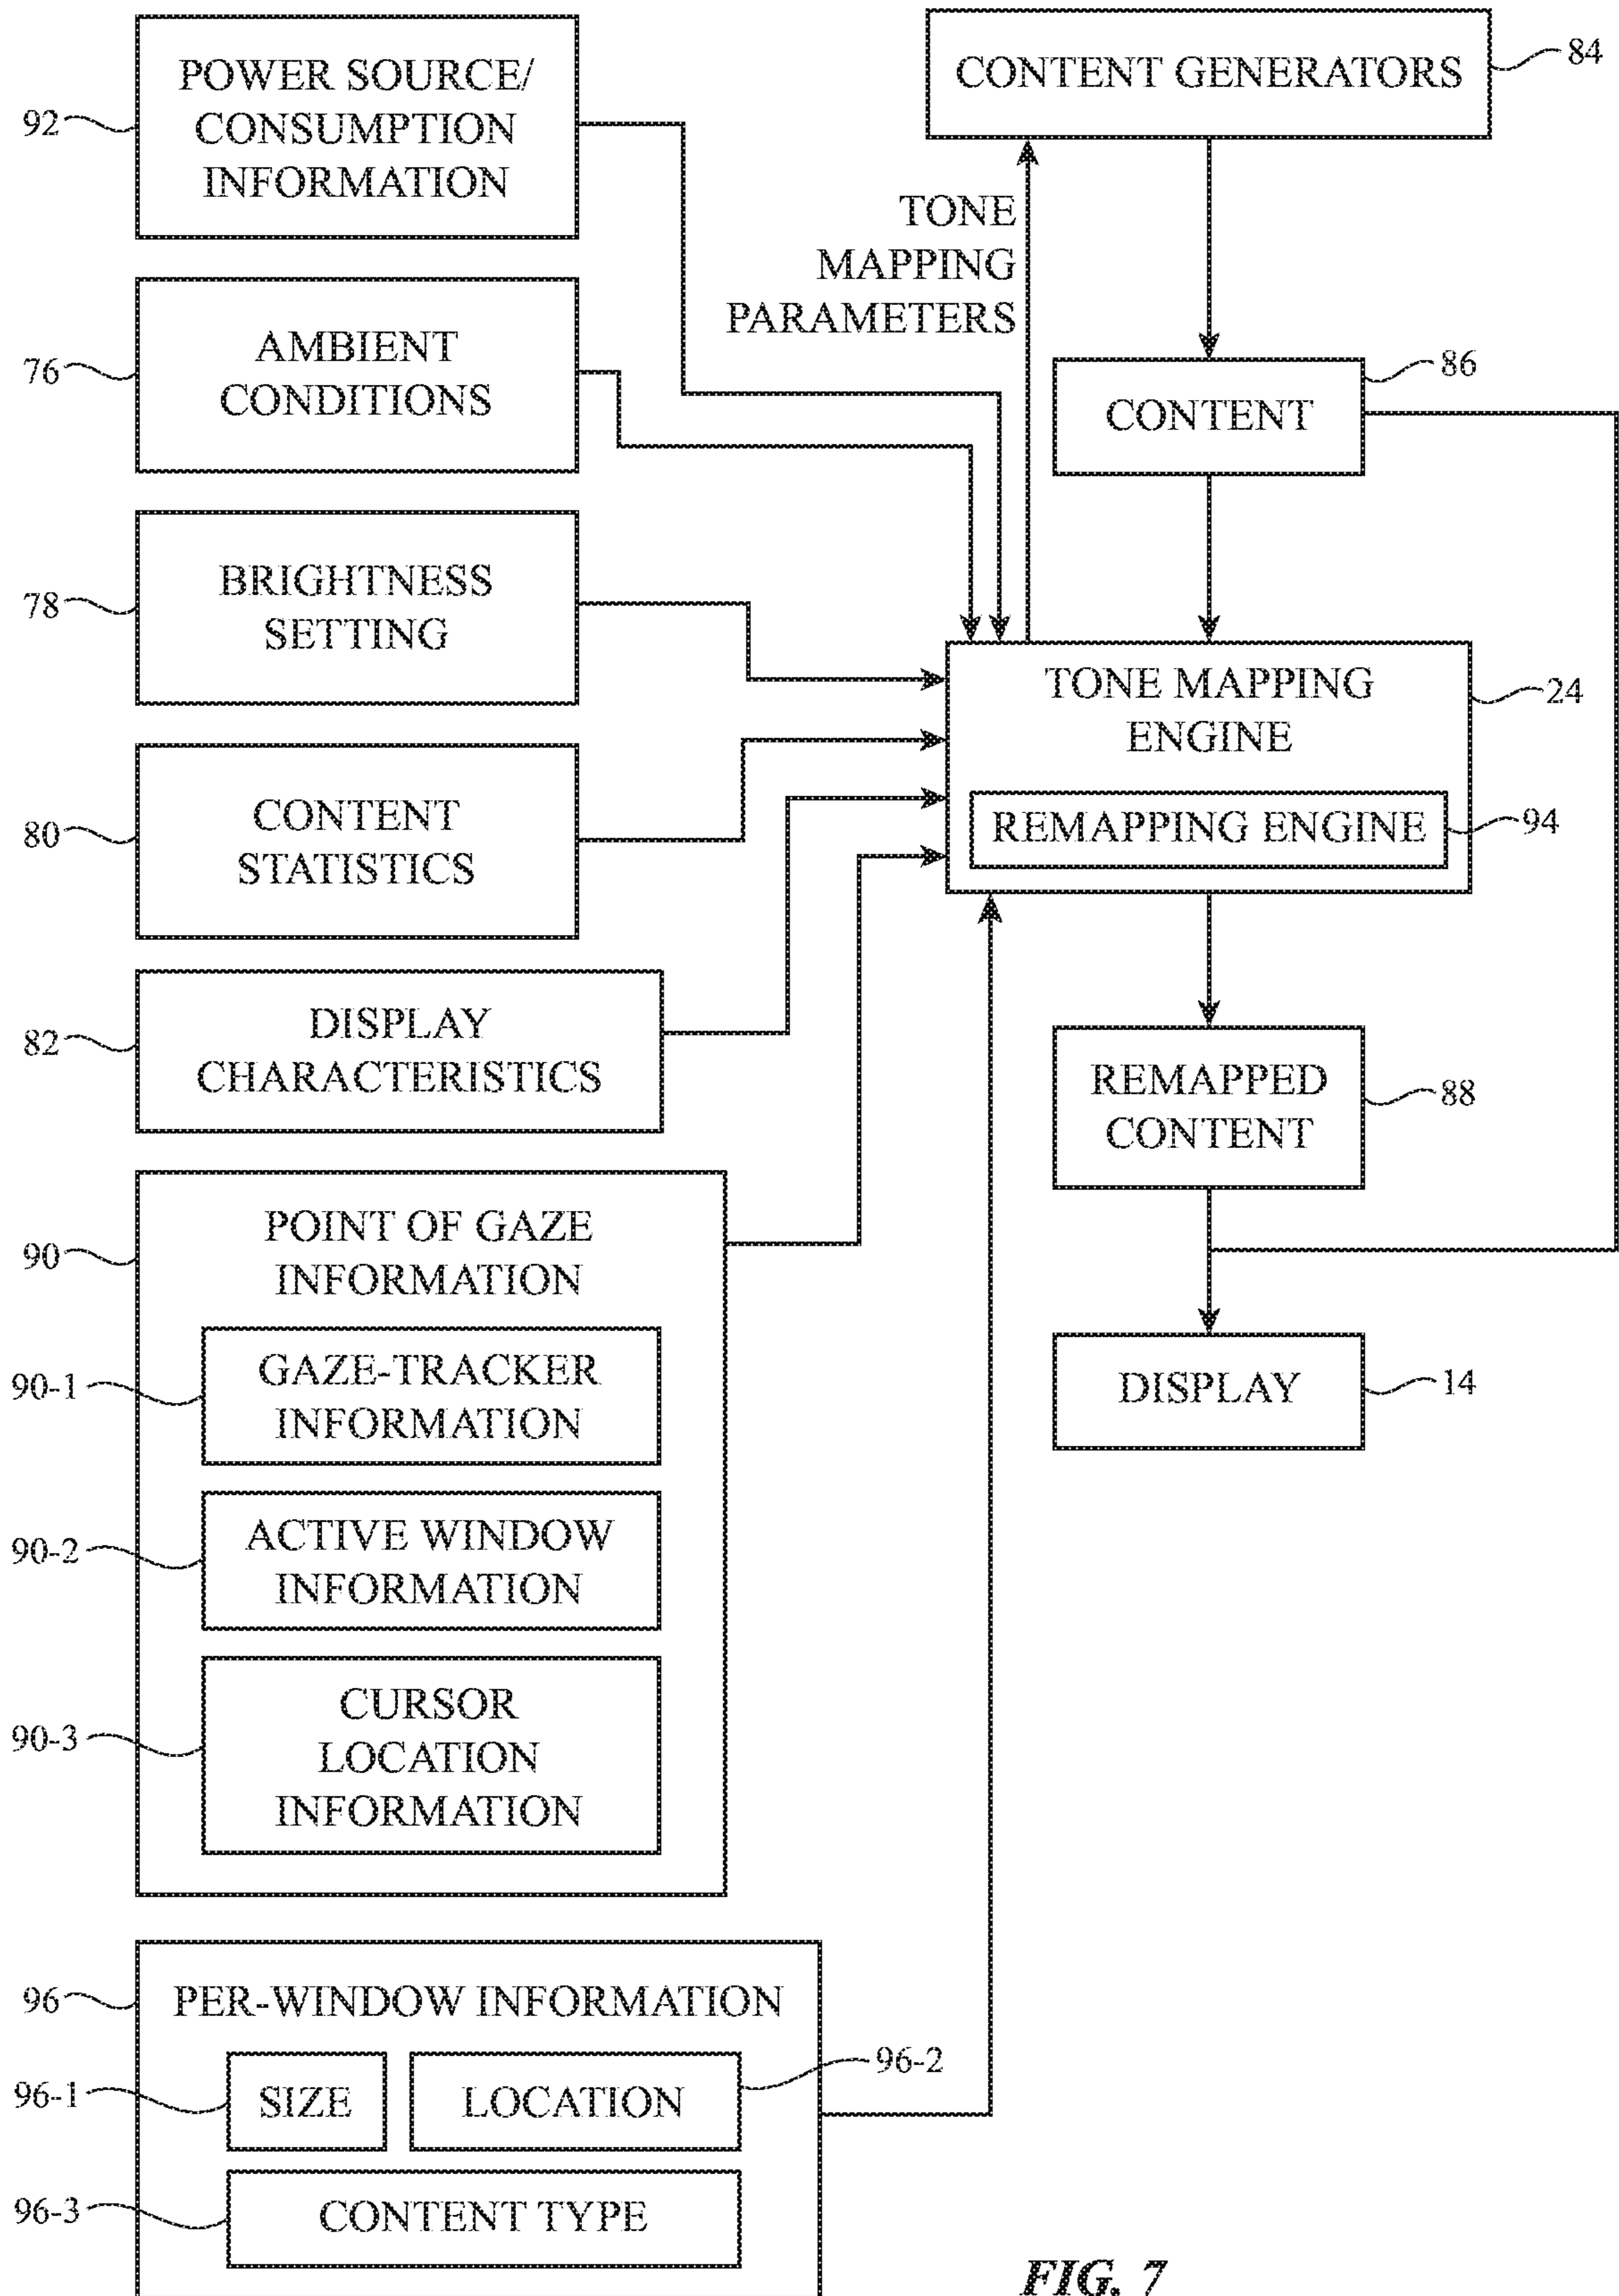 POWER SOURCE/
CONSUMPTION
INFORMATION
92
AMBIENT
CONDITIONS
76
BRIGHTNESS
SETTING
78
CONTENT
STATISTICS
80
DISPLAY
CHARACTERISTICS
82
POINT OF GAZE
INFORMATION
90
GAZE-TRACKER
INFORMATION
90-1
ACTIVE WINDOW
INFORMATION
90-2
CURSOR
LOCATION
INFORMATION
90-3
PER-WINDOW INFORMATION
96
SIZE
96-1
LOCATION
96-2
CONTENT TYPE
96-3
CONTENT GENERATORS
84
TONE
MAPPING
PARAMETERS
CONTENT
86
TONE MAPPING
ENGINE
24
REMAPPING ENGINE
94
REMAPPED
CONTENT
88
DISPLAY
14
FIG. 7